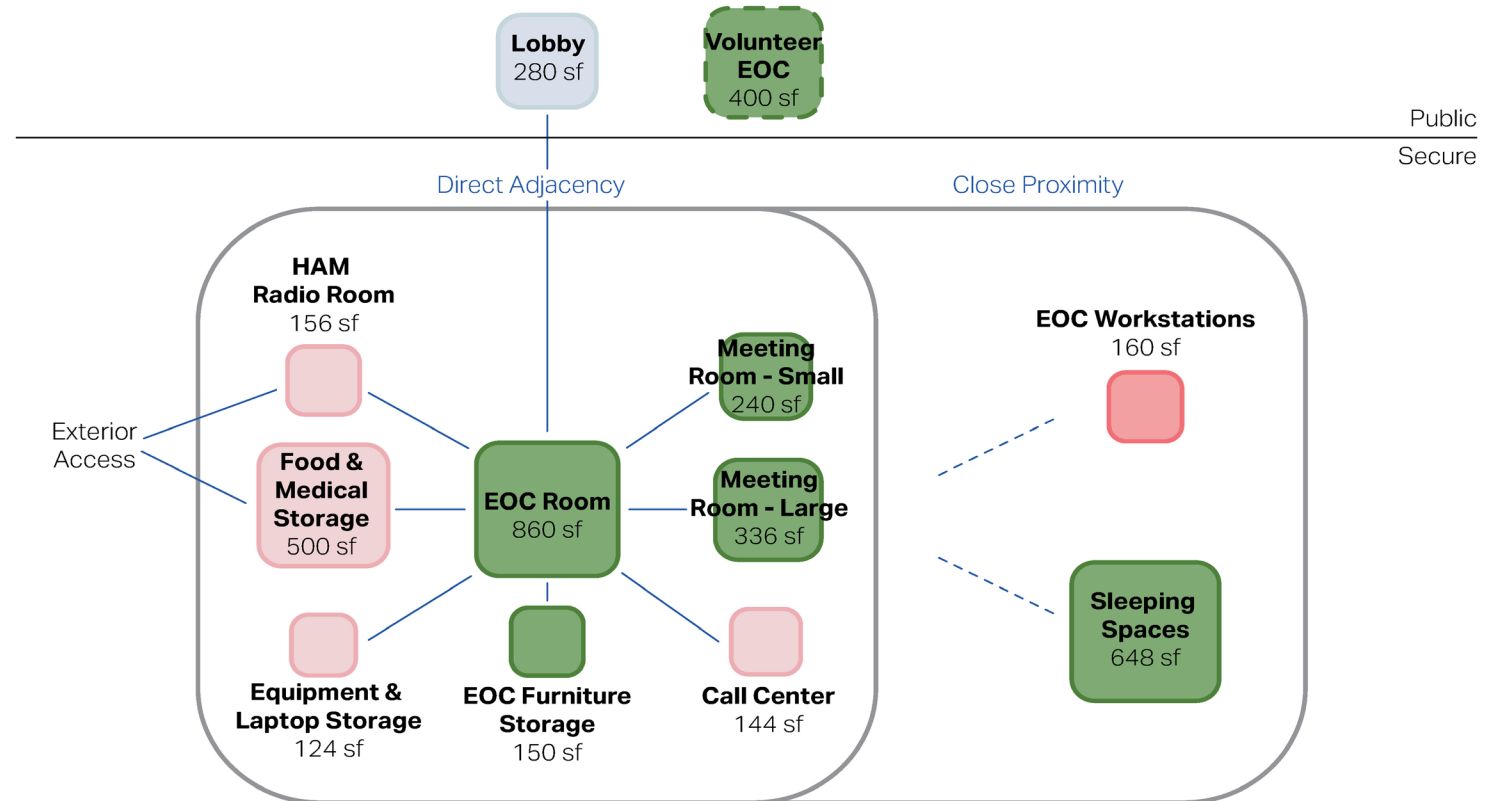 Lobby
280 sf
Volunteer
EOC
400 sf
Public
Secure
Direct Adjacency
Close Proximity
HAM
Radio Room
156 sf
Exterior
Access
Food &
Medical
Storage
500 sf
EOC Room
860 sf
Meeting
Room - Small
240 sf
Meeting
Room - Large
336 sf
Equipment &
Laptop Storage
124 sf
EOC Furniture
Storage
150 sf
Call Center
144 sf
EOC Workstations
160 sf
Sleeping
Spaces
648 sf